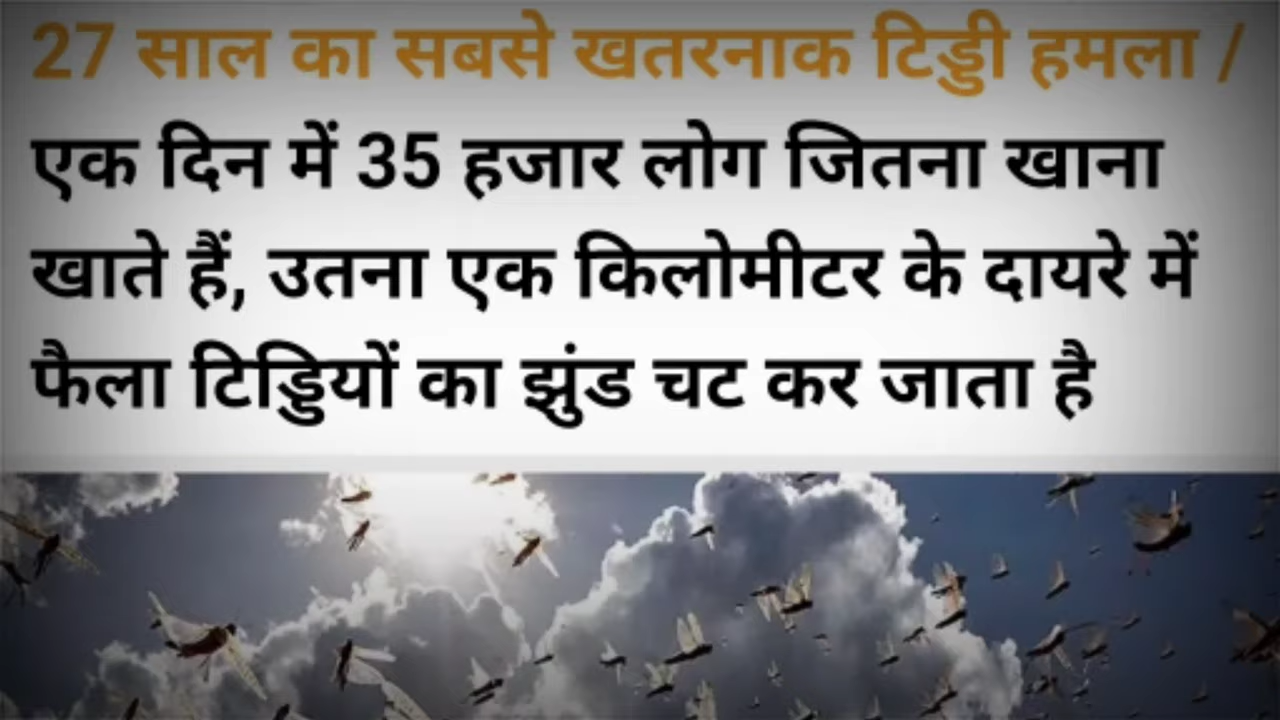 27 साल का सबसे खतरनाक टिड्डी हमला /
एक दिन में 35 हजार लोग जितना खाना
खाते हैं, उतना एक किलोमीटर के दायरे में
फैला टिड्डियों का झुंड चट कर जाता है